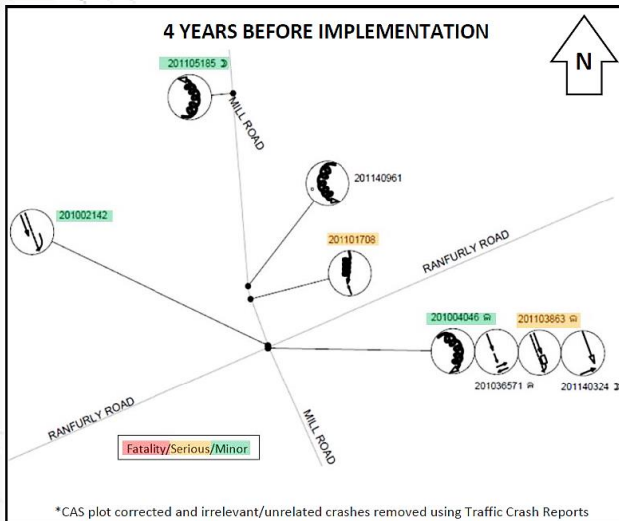 4 YEARS BEFORE IMPLEMENTATION
N
201105185
MILL ROAD
201140961
201002142
201101708
RANFURLY ROAD
201004046
201103863
201036571
201140324
RANFURLY ROAD
MILL ROAD
Fatality/Serious/Minor
*CAS plot corrected and irrelevant/unrelated crashes removed using Traffic Crash Reports